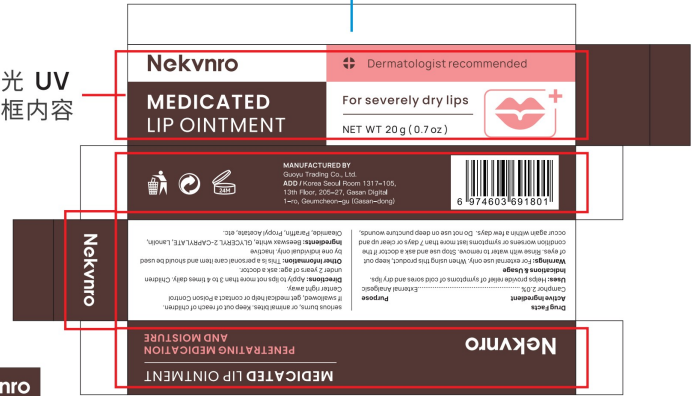 光 UV
框内容
Nekvnro
MEDICATED
LIP OINTMENT
Dermatologist recommended
For severely dry lips
NET WT 20g ( 0.7oz )
24M
MANUFACTURED BY
Guoyu Trading Co., Ltd.
ADD / Korea Seoul Room 1317-105,
13th Floor, 205-27, Gasan Digital
1-ro, Geumcheon-gu (Gasan-dong)
6 974603 691801
Nekvnro
Drug Facts
Active Ingredient Purpose
Camphor 2.0%................................External Analgesic
Uses: Helps provide relief of symptoms of cold sores and dry lips.
Indications & Usage
Warnings: For external use only. When using this product, keep out
of eyes. Rinse with water to remove. Stop use and ask a doctor if the
condition worsens or symptoms last more than 7 days or clear up and
occur again within a few days. Do not use on deep puncture wounds,
serious burns, or animal bites. Keep out of reach of children.
If swallowed, get medical help or contact a Poison Control
Center right away.
Directions: Apply to lips not more than 3 to 4 times daily. Children
under 2 years of age: ask a doctor.
Other Information: This is a personal care item and should be used
by one individual only. Inactive
Ingredients: Beeswax white, GLYCERYL 2-CAPRYLATE, Lanolin,
Oleamide, Paraffin, Propyl Acetate, etc.
Nekvnro
MEDICATED LIP OINTMENT
PENETRATING MEDICATION
AND MOISTURE
nro